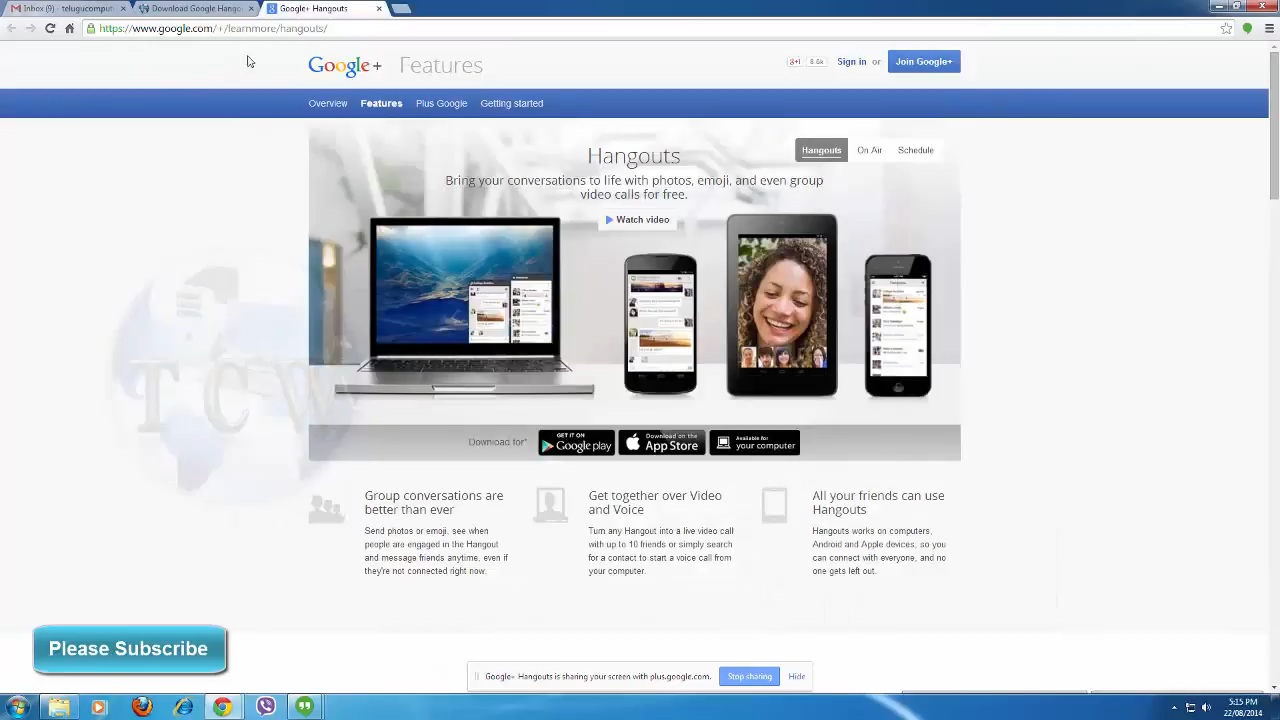 Inbox (9) - telugucomput
Download Google Hango
Google+ Hangouts
https://www.google.com/+/learnmore/hangouts/
Google+ Features
8.6k
Sign in or Join Google+
Overview Features Plus Google Getting started
Hangouts On Air Schedule
Hangouts
Bring your conversations to life with photos, emoji, and even group
video calls for free.
Watch video
Download for*
GET IT ON
Google play
Download on the
App Store
Available for
your computer
Group conversations are
better than ever
Send photos or emoji, see when
people are engaged in the Hangout
and message friends anytime, even if
they're not connected right now.
Get together over Video
and Voice
Turn any Hangout into a live video call
with up to 10 friends or simply search
for a contact to start a voice call from
your computer.
All your friends can use
Hangouts
Hangouts works on computers,
Android and Apple devices, so you
can connect with everyone, and no
one gets left out.
TCW
Please Subscribe
Google+ Hangouts is sharing your screen with plus.google.com.
Stop sharing
Hide
5:15 PM
22/08/2014